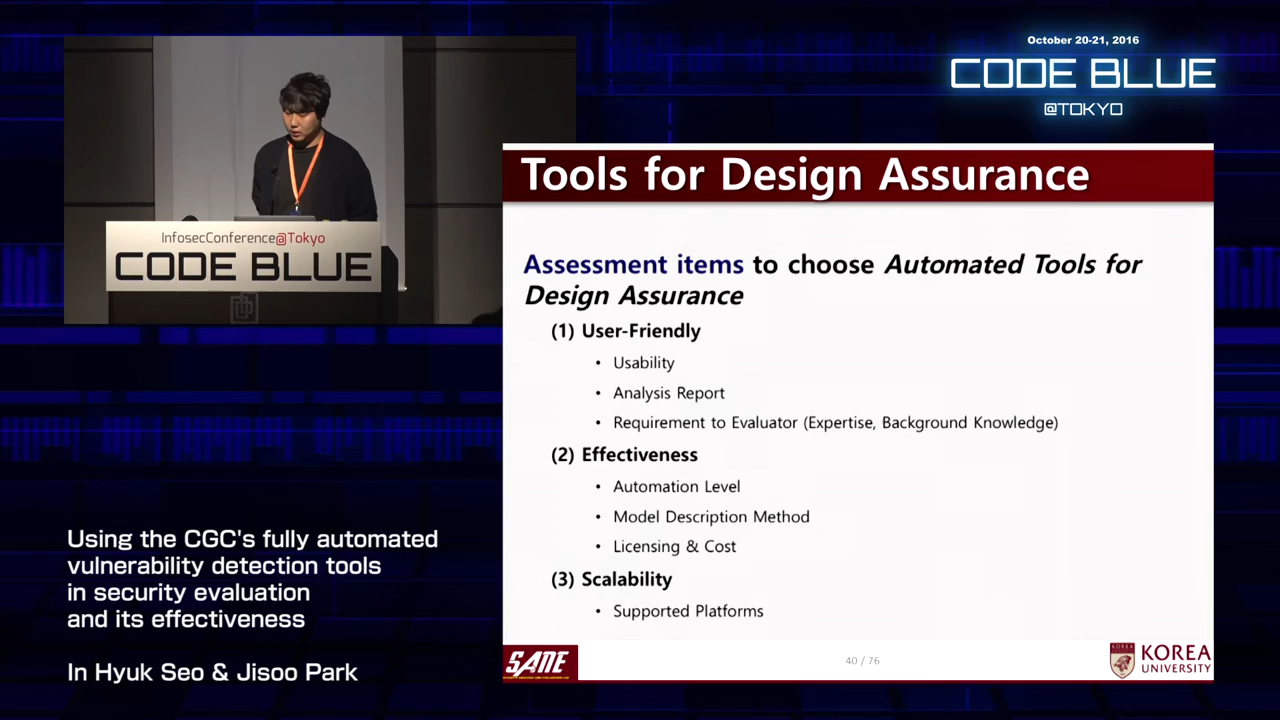 October 20-21, 2016
CODE BLUE
@TOKYO
InfosecConference@Tokyo
CODE BLUE
Tools for Design Assurance
Assessment items to choose Automated Tools for
Design Assurance
(1) User-Friendly
• Usability
• Analysis Report
• Requirement to Evaluator (Expertise, Background Knowledge)
(2) Effectiveness
• Automation Level
• Model Description Method
• Licensing & Cost
(3) Scalability
• Supported Platforms
Using the CGC's fully automated
vulnerability detection tools
in security evaluation
and its effectiveness
In Hyuk Seo & Jisoo Park
SANE
40 / 76
KOREA
UNIVERSITY